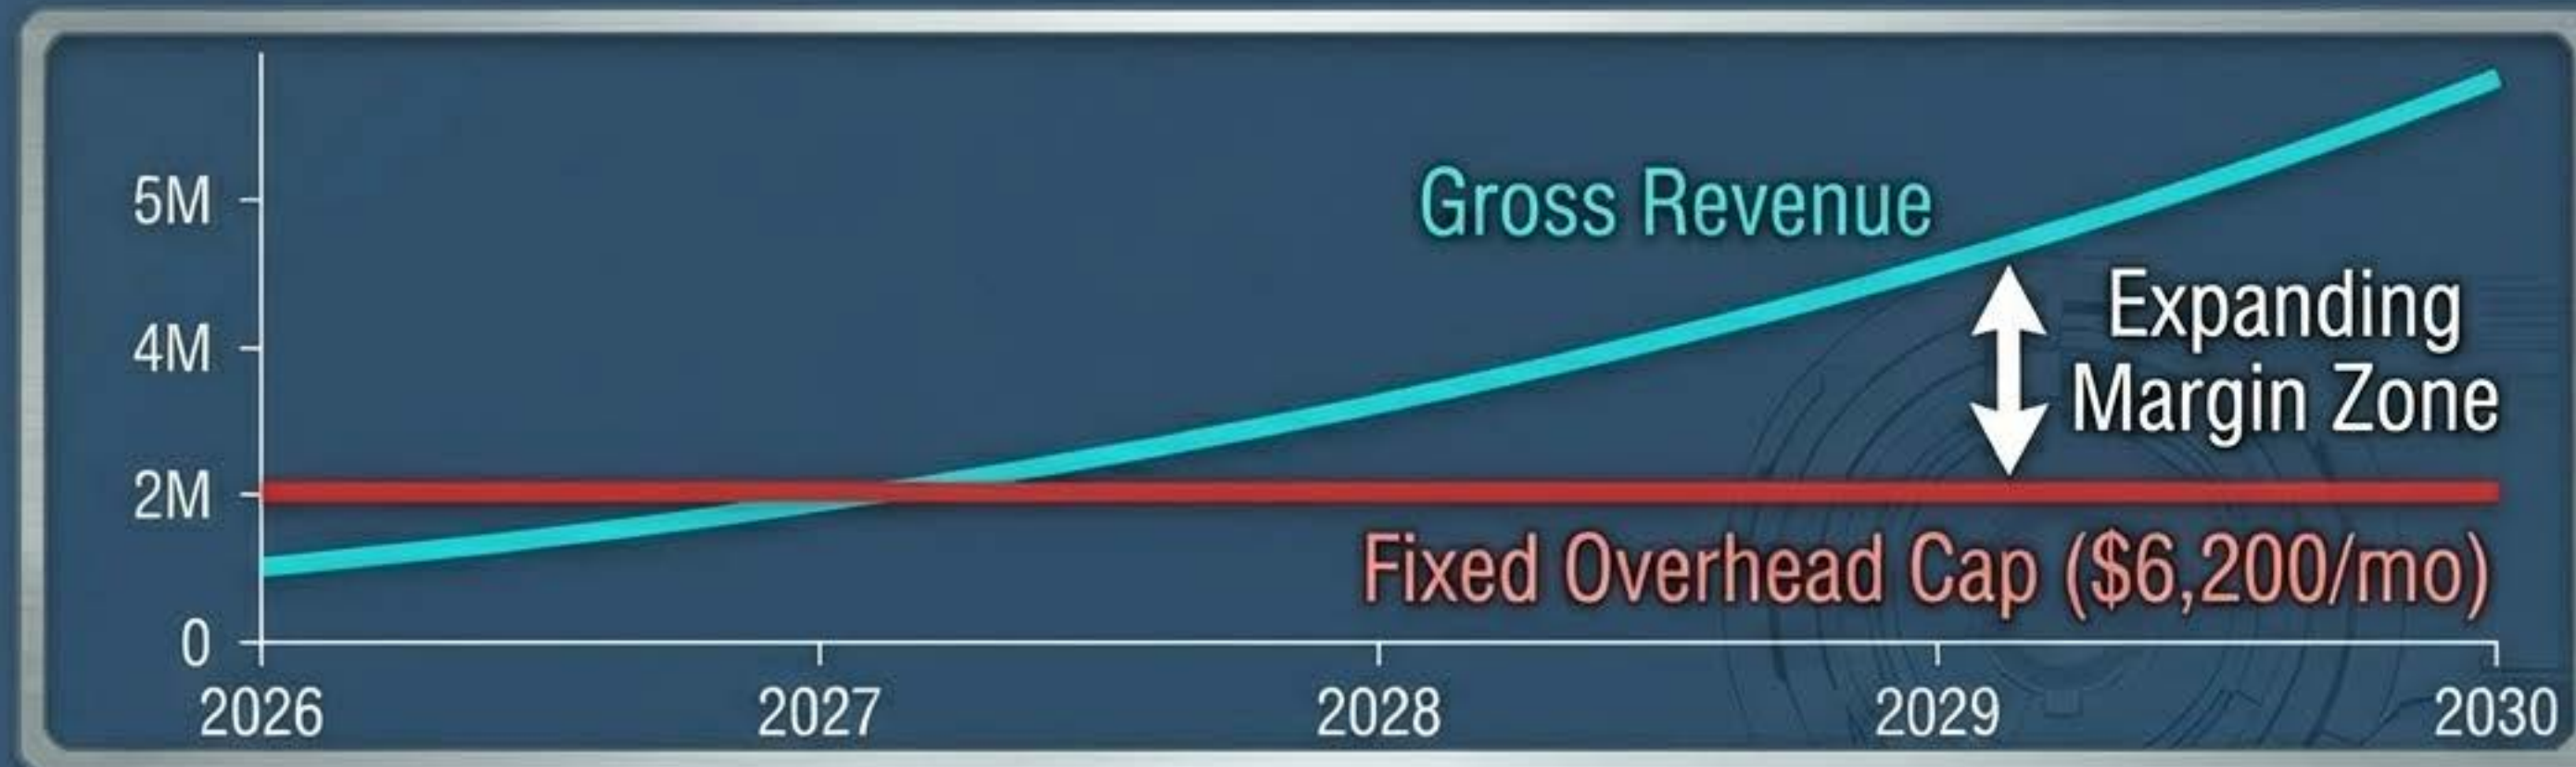 5M
4M
2M
0
Gross Revenue
Expanding
Margin Zone
Fixed Overhead Cap ($6,200/mo)
2026 2027 2028 2029 2030